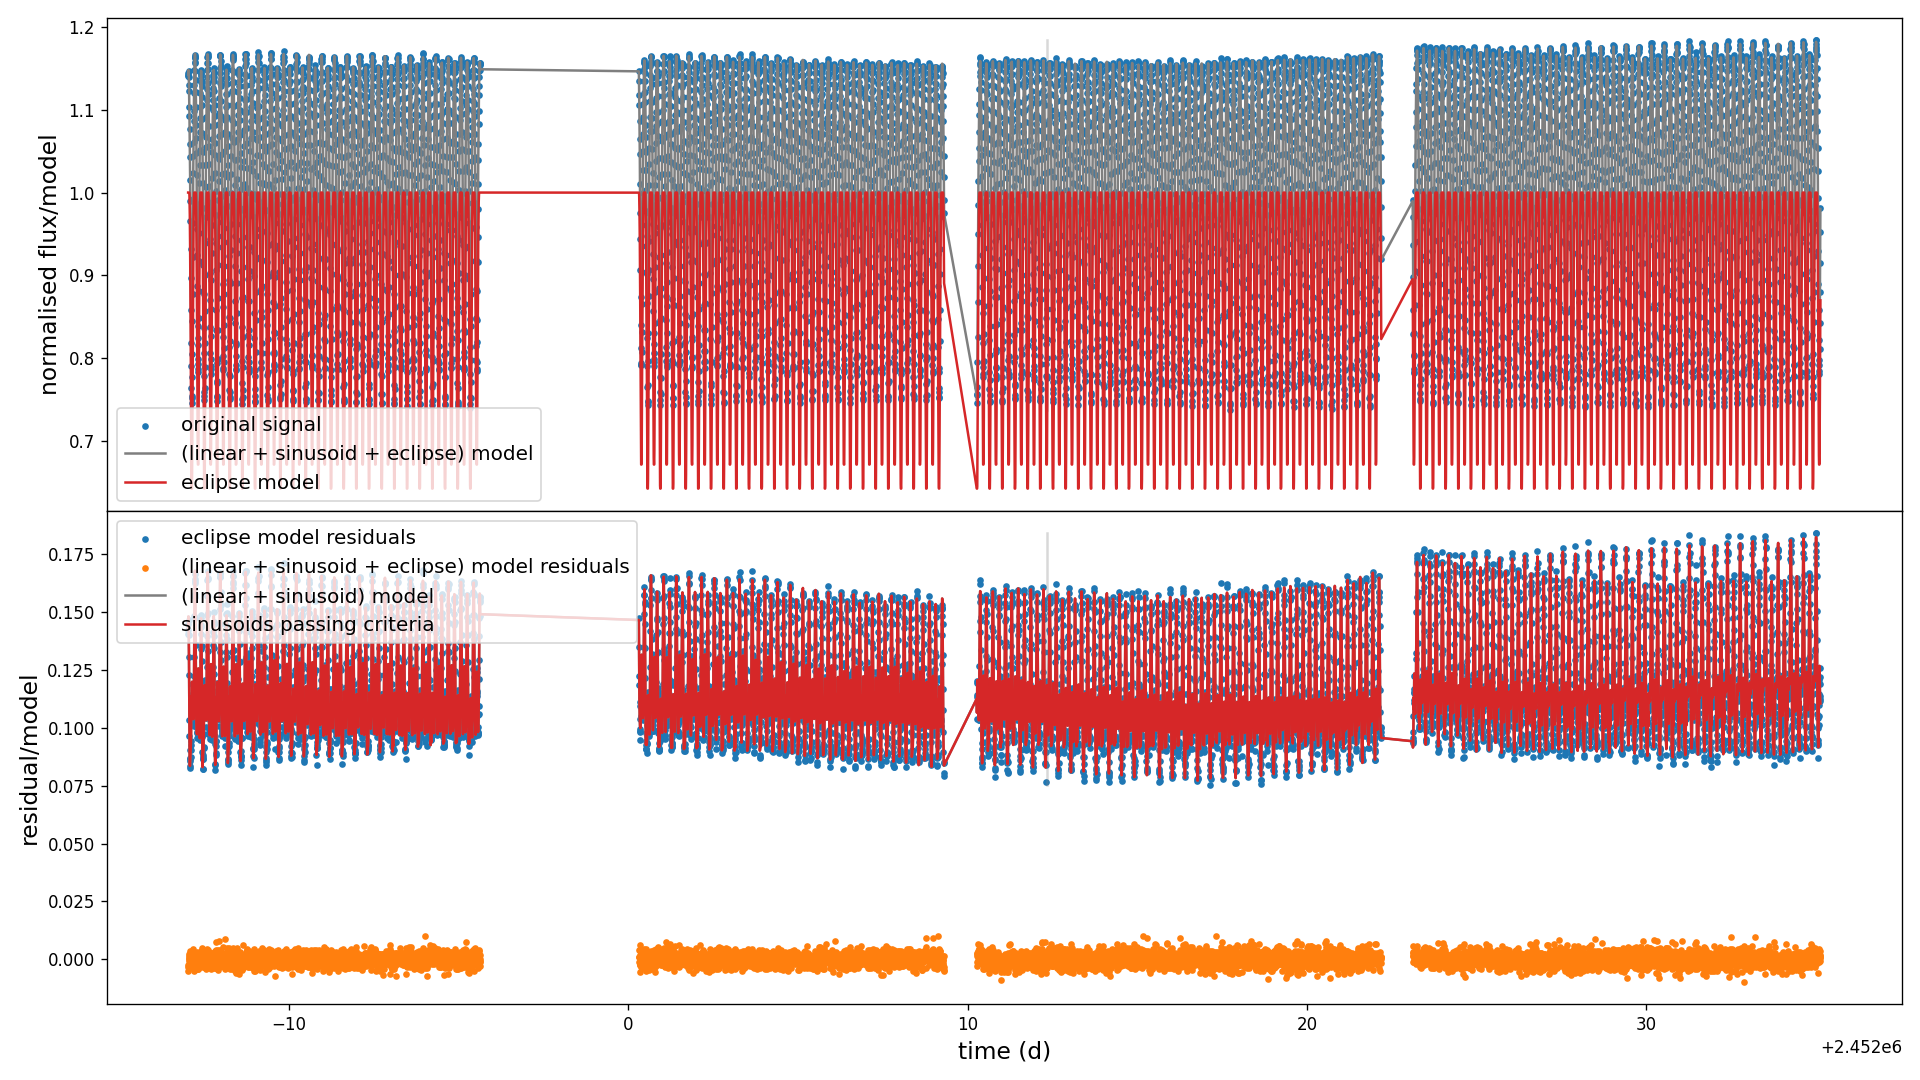 normalised flux/model
1.2
1.1
1.0
0.9
0.8
0.7
original signal
(linear + sinusoid + eclipse) model
eclipse model
residual/model
0.175
0.150
0.125
0.100
0.075
0.050
0.025
0.000
eclipse model residuals
(linear + sinusoid + eclipse) model residuals
(linear + sinusoid) model
sinusoids passing criteria
−10
0
10
20
30
time (d)
+2.452e6